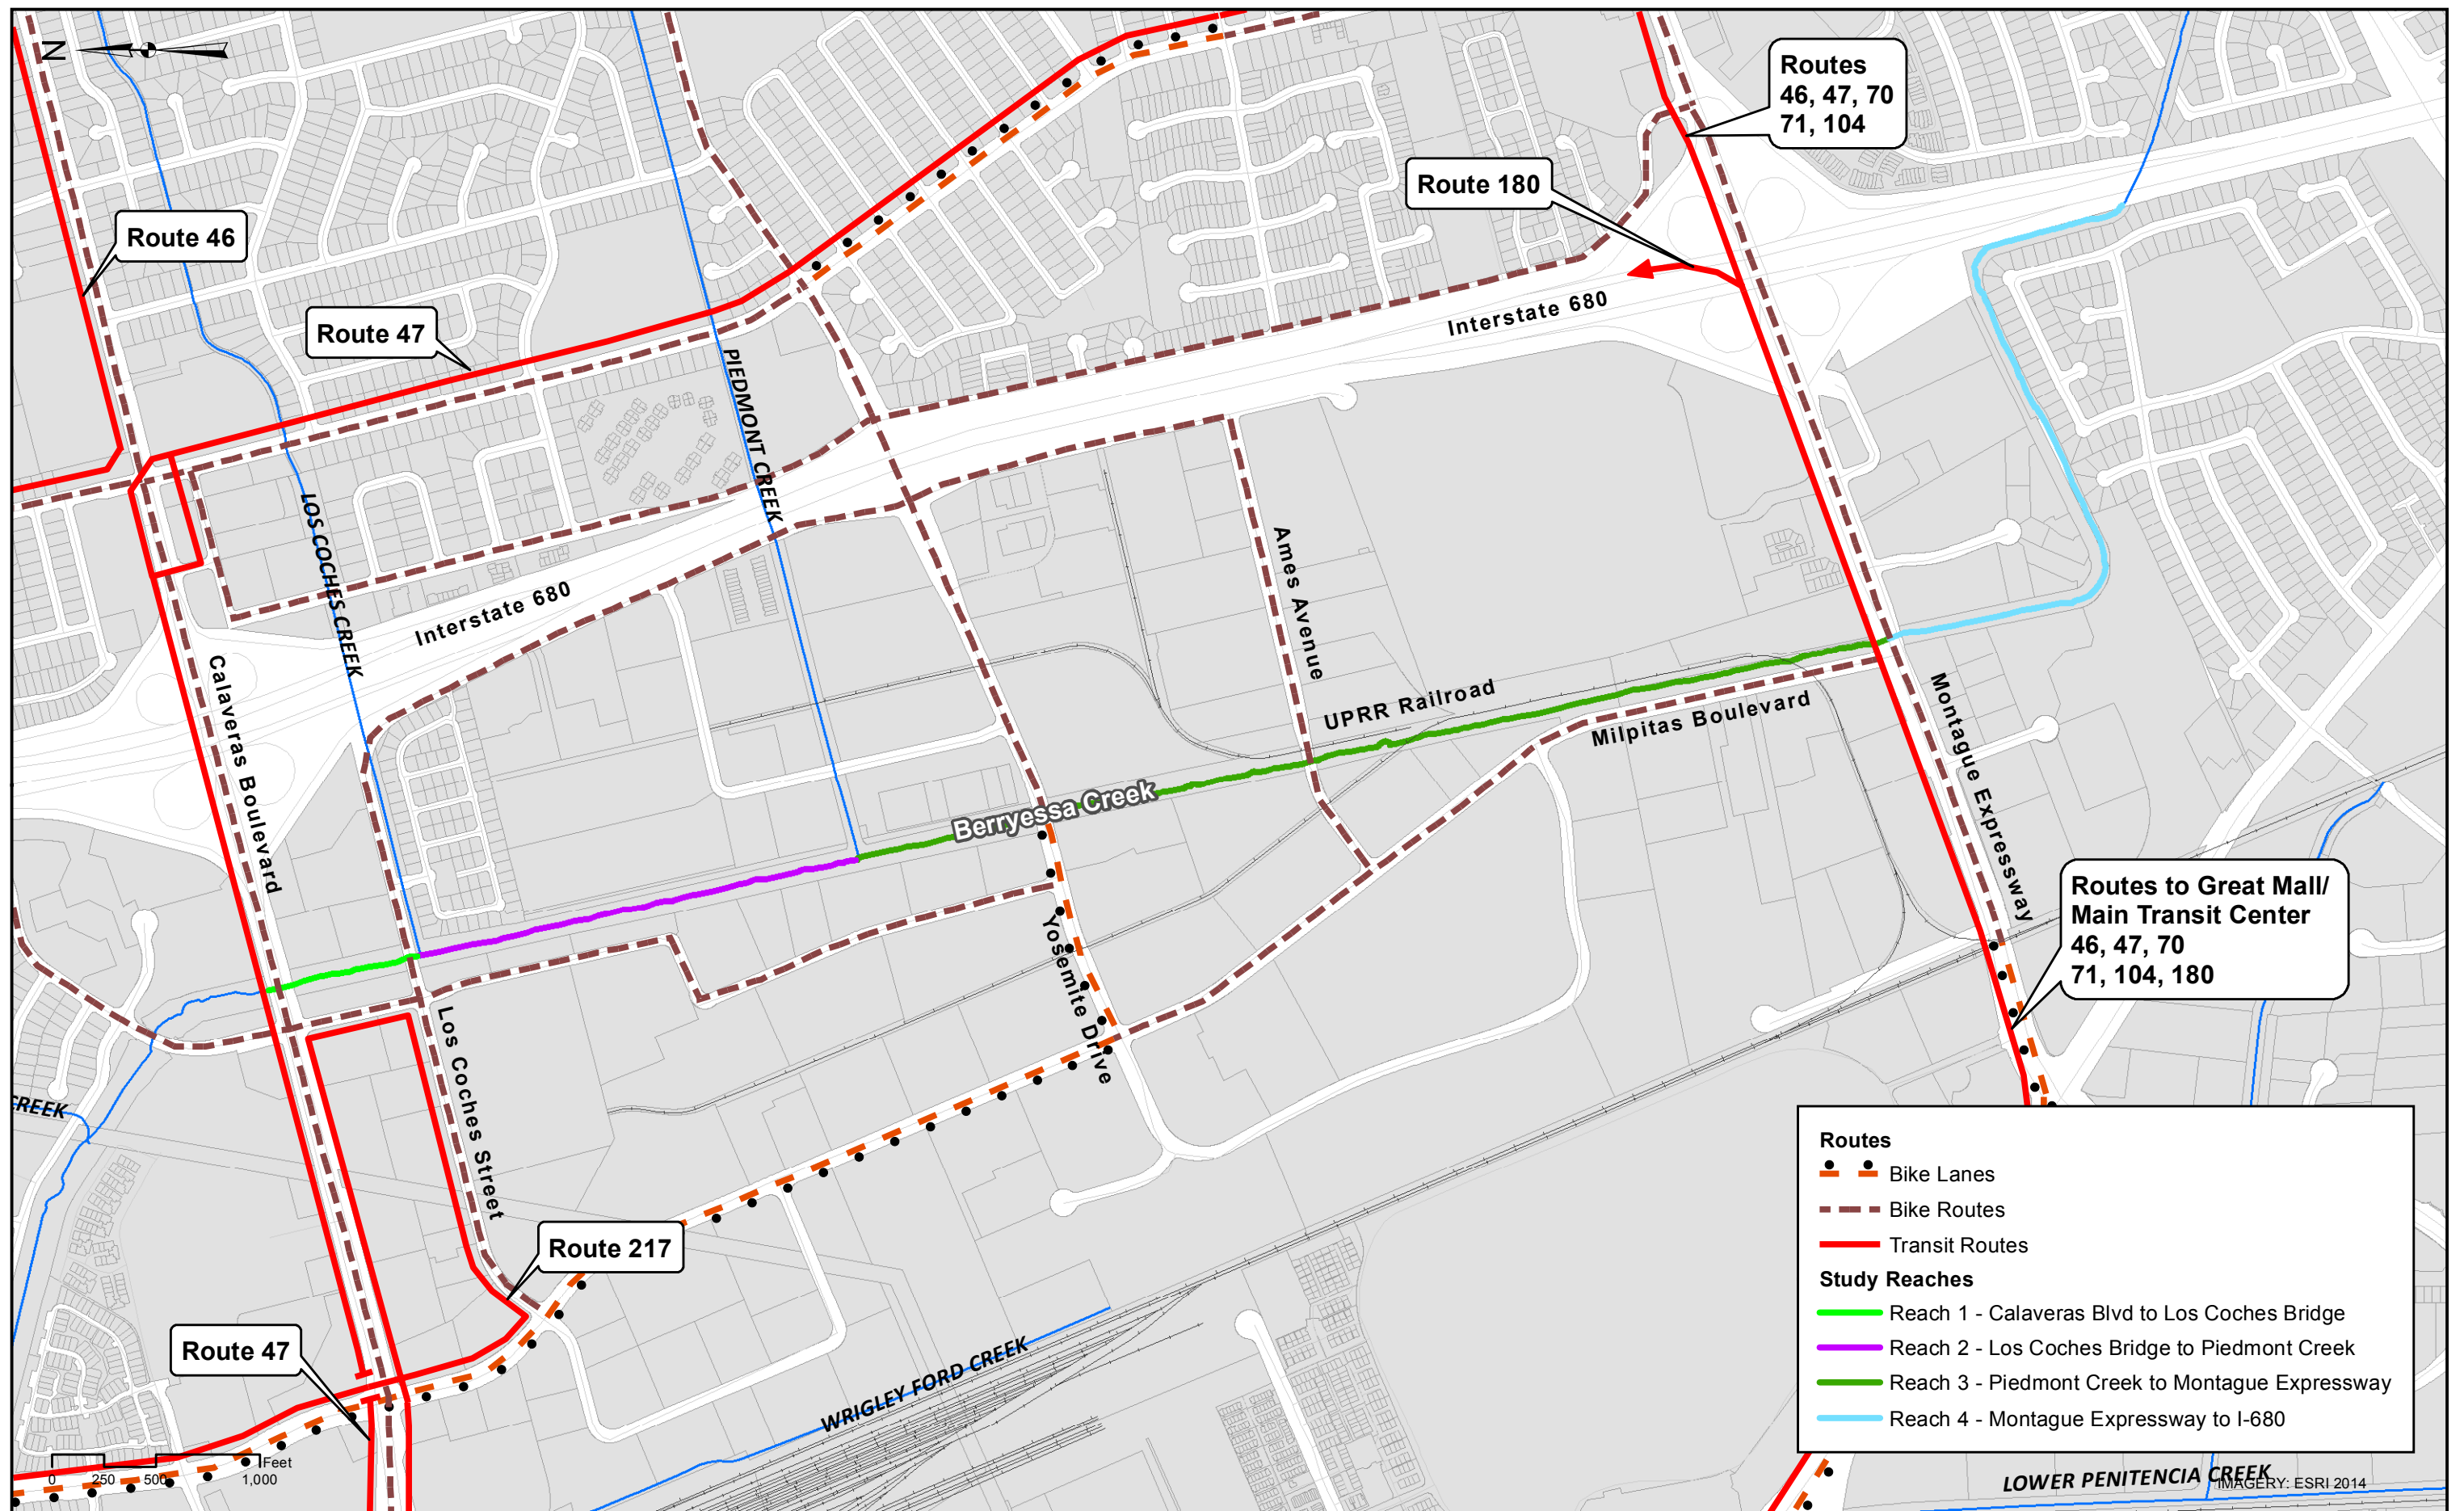 N
Routes
46, 47, 70
71, 104
Route 180
Route 46
Route 47
Interstate 680
PIEDMONT CREEK
LOS COCHES CREEK
Interstate 680
Ames Avenue
Calaveras Boulevard
UPRR Railroad
Milpitas Boulevard
Montague Expressway
Berryessa Creek
Routes to Great Mall/
Main Transit Center
46, 47, 70
71, 104, 180
Yosemite Drive
Los Coches Street
CREEK
Route 217
Route 47
WRIGLEY FORD CREEK
Routes
Bike Lanes
Bike Routes
Transit Routes
Study Reaches
Reach 1 - Calaveras Blvd to Los Coches Bridge
Reach 2 - Los Coches Bridge to Piedmont Creek
Reach 3 - Piedmont Creek to Montague Expressway
Reach 4 - Montague Expressway to I-680
Feet
0 250 500 1,000
LOWER PENITENCIA CREEK
IMAGERY: ESRI 2014